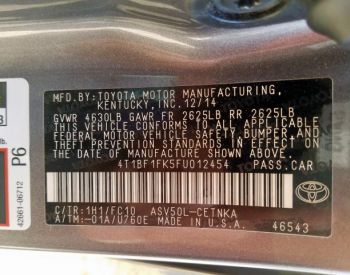 MFD.BY:TOYOTA MOTOR MANUFACTURING,
KENTUCKY,INC.12/14
GVWR 4630LB GAWR FR 2625LB RR 2625LB
THIS VEHICLE CONFORMS TO ALL APPLICABLE
FEDERAL MOTOR VEHICLE SAFETY,BUMPER,AND
THEFT PREVENTION STANDARDS IN EFFECT ON
THE DATE OF MANUFACTURE SHOWN ABOVE.
4T1BF1FK5FU012454 PASS.CAR
C/TR:1H1/FC10 ASV50L-CETNKA
A/TM:-01A/U760E MADE IN U.S.A.
46543
P6
42661-06712